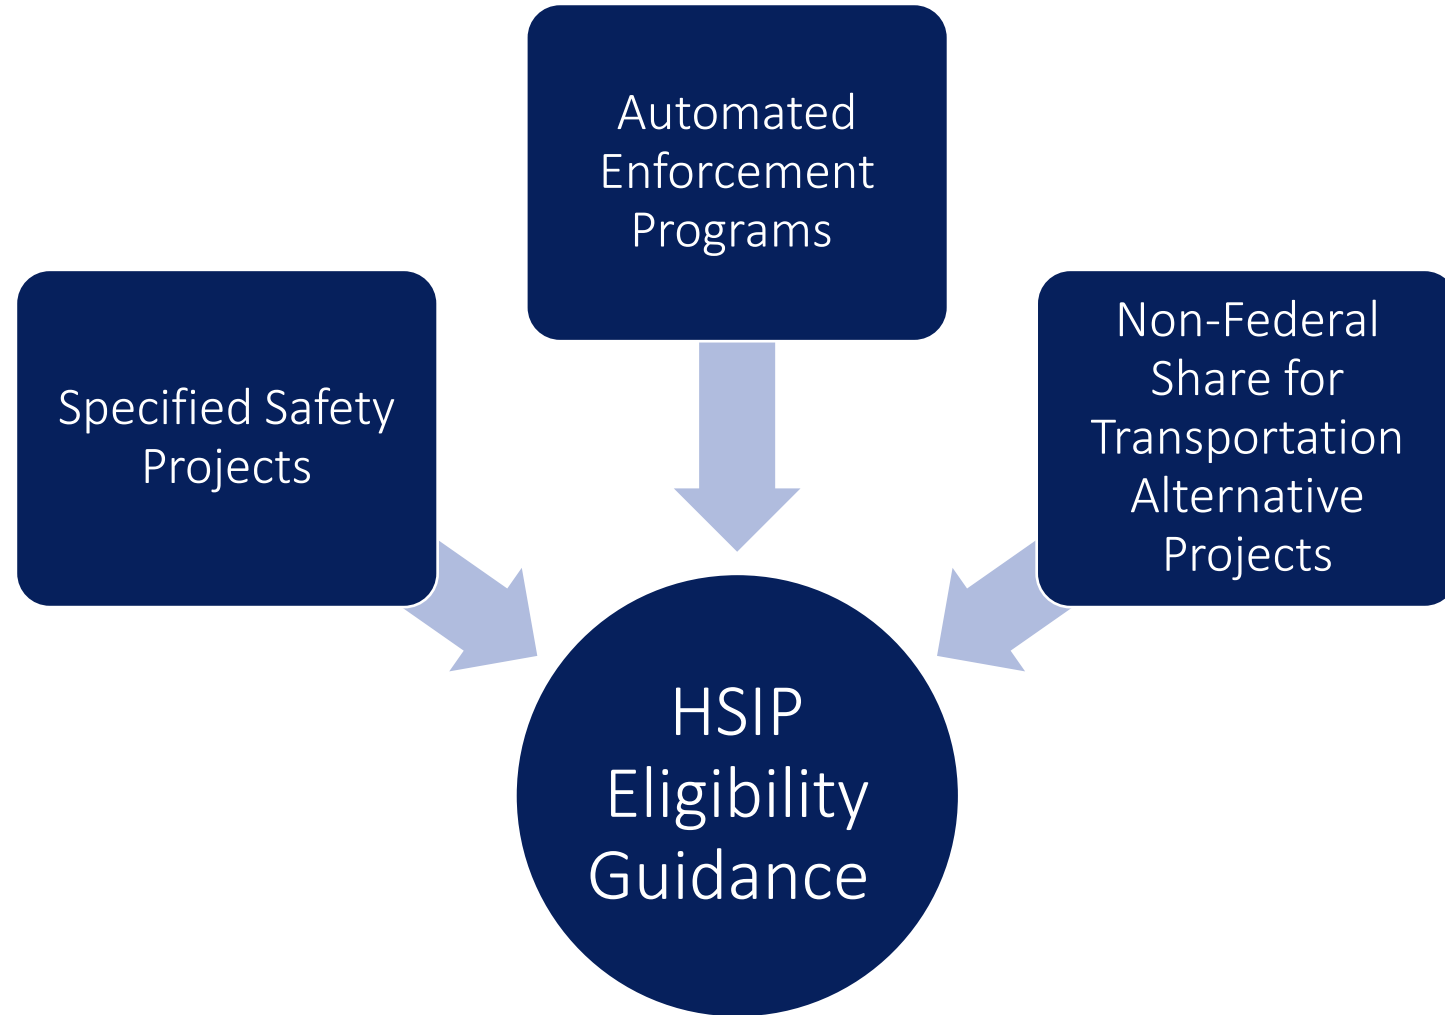 Automated
Enforcement
Programs
Specified Safety
Projects
Non-Federal
Share for
Transportation
Alternative
Projects
HSIP
Eligibility
Guidance